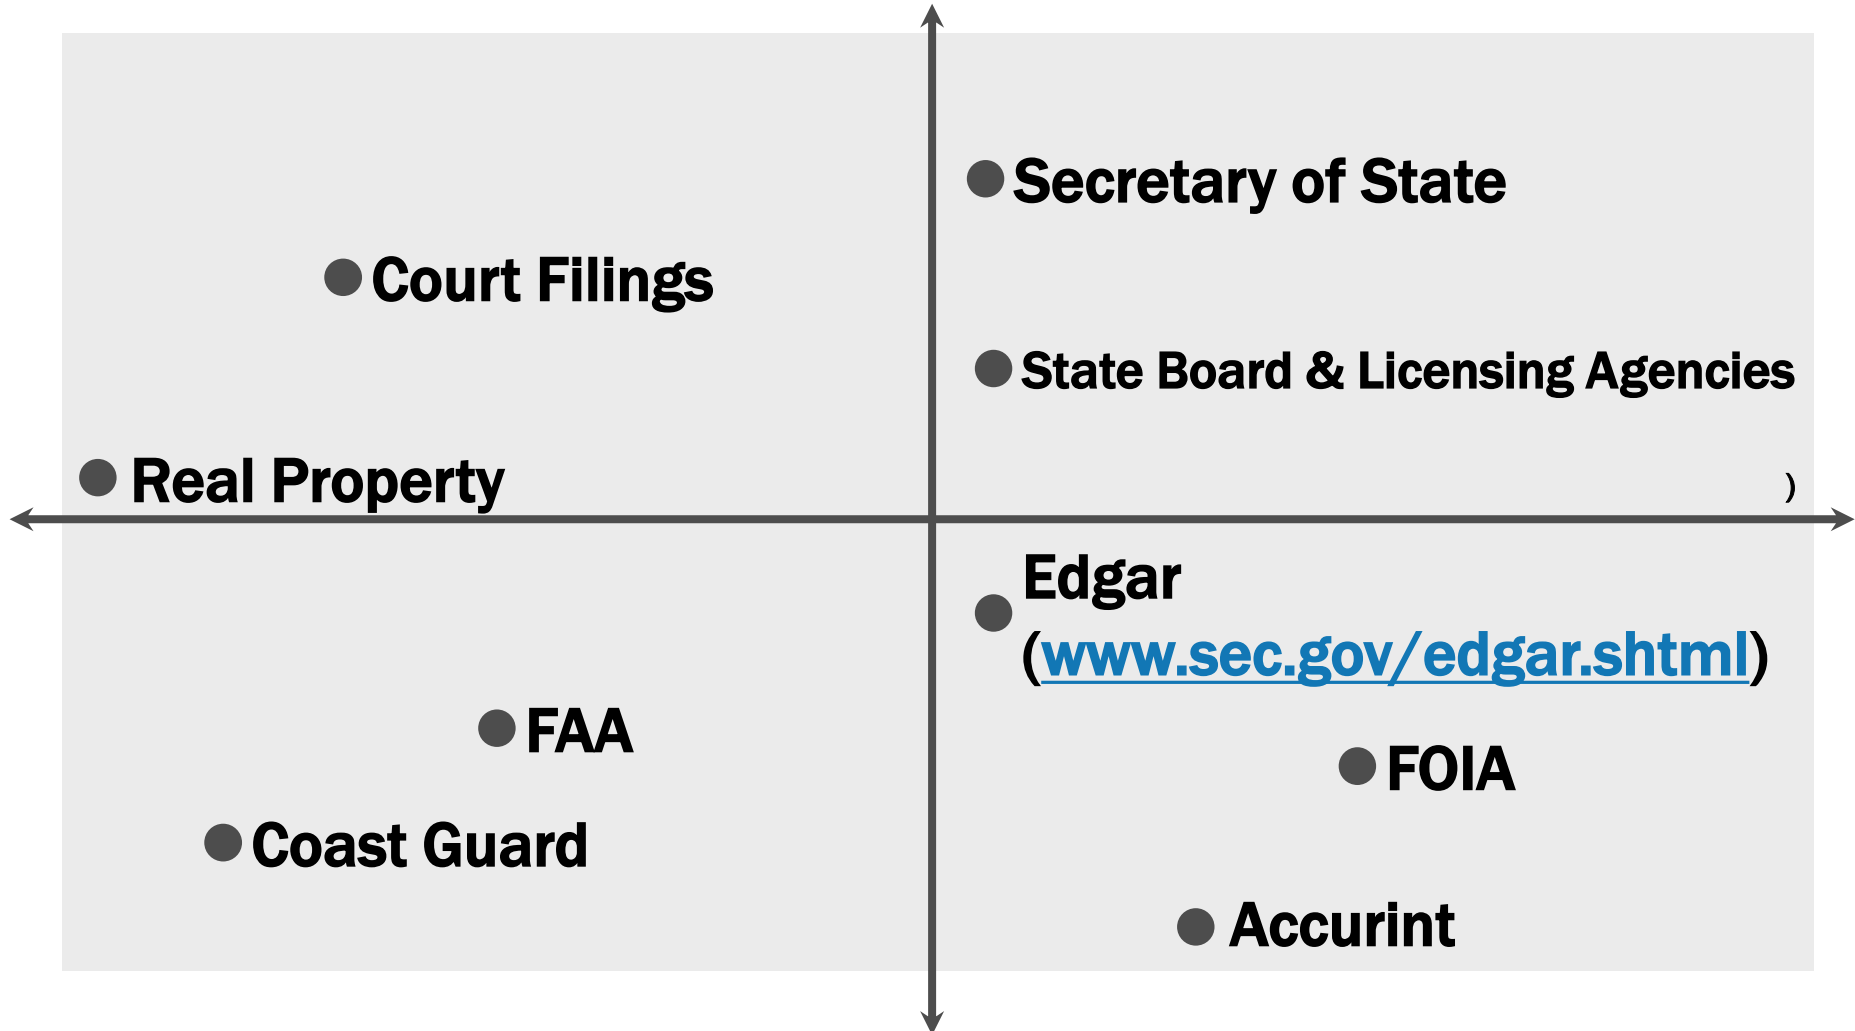 Secretary of State
Court Filings
State Board & Licensing Agencies
Real Property
)
Edgar
(www.sec.gov/edgar.shtml)
FAA
FOIA
Coast Guard
Accurint